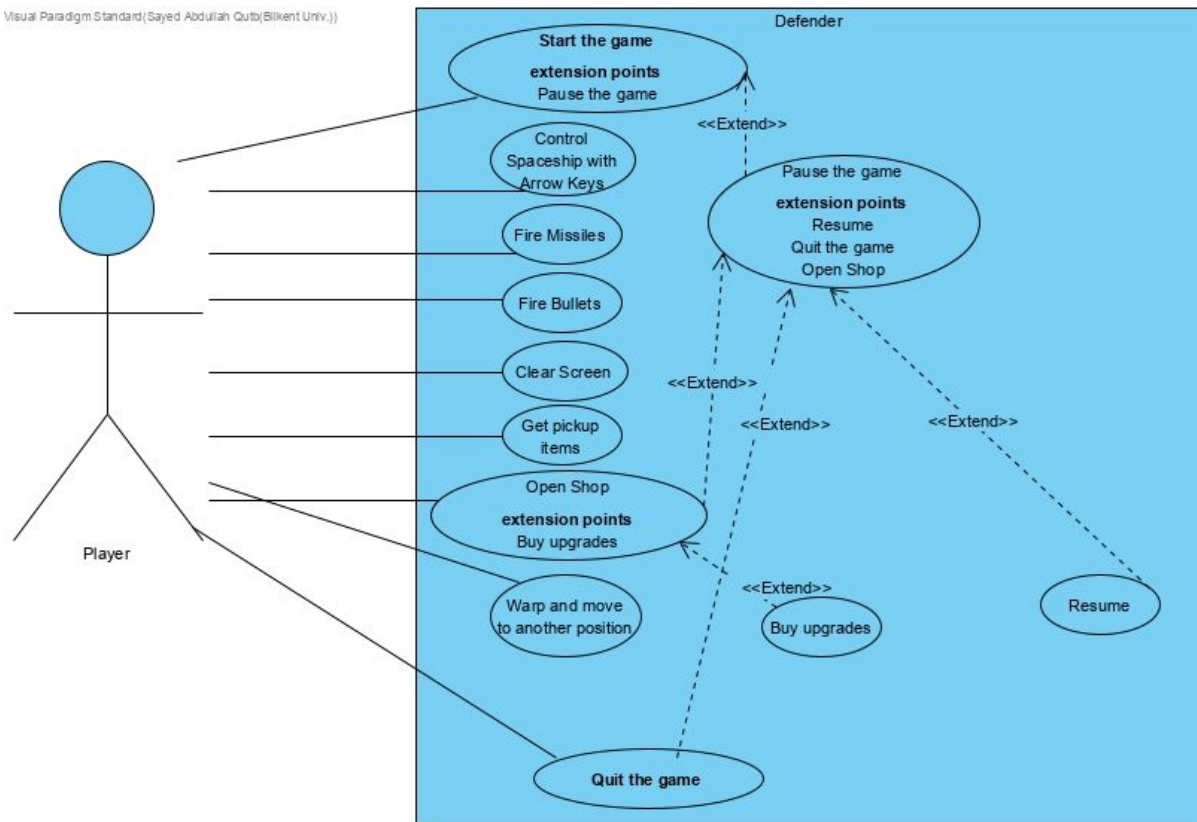 Visual Paradigm Standard(Sayed Abdullah Qutb(Bilkent Univ.))
Defender
Start the game
extension points
Pause the game
<<Extend>>
Control
Spaceship with
Arrow Keys
Pause the game
extension points
Resume
Quit the game
Open Shop
Fire Missiles
Fire Bullets
Clear Screen
<<Extend>>
<<Extend>>
<<Extend>>
Get pickup
items
Open Shop
extension points
Buy upgrades
Player
<<Extend>>
Warp and move
to another position
Buy upgrades
Resume
Quit the game